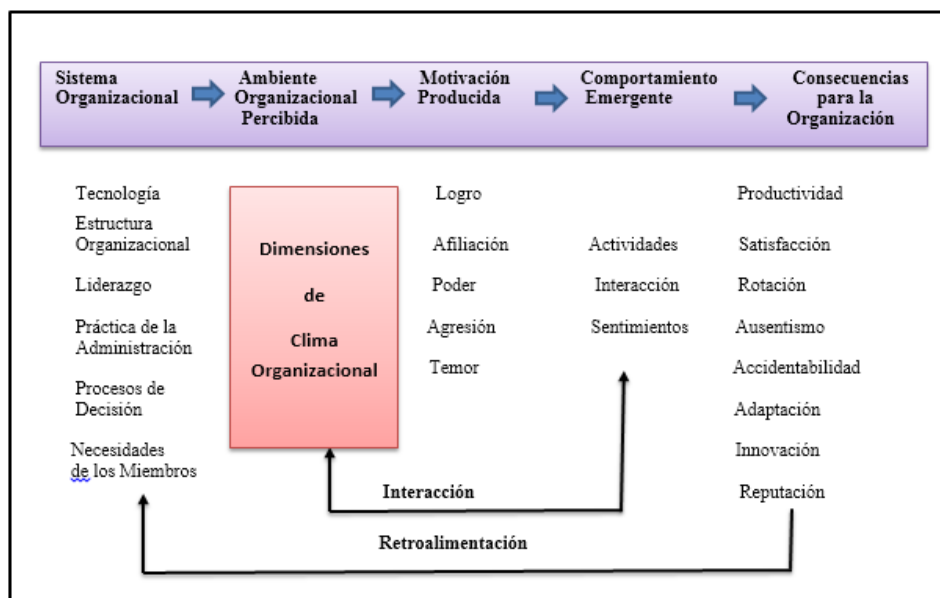 Sistema
Organizacional
Ambiente
Organizacional
Percibida
Motivación
Producida
Comportamiento
Emergente
Consecuencias
para la
Organización
Tecnología
Estructura
Organizacional
Liderazgo
Práctica de la
Administración
Procesos de
Decisión
Necesidades
de los Miembros
Dimensiones
de
Clima
Organizacional
Logro
Afiliación
Poder
Agresión
Temor
Actividades
Interacción
Sentimientos
Productividad
Satisfacción
Rotación
Ausentismo
Accidentabilidad
Adaptación
Innovación
Reputación
Interacción
Retroalimentación